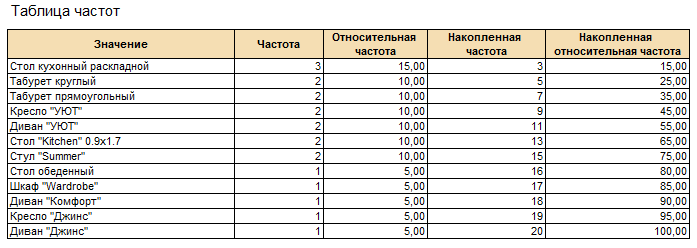 Таблица частот
Значение Частота Относительная частота Накопленная частота Накопленная относительная частота
Стол кухонный раскладной 3 15,00 3 15,00
Табурет круглый 2 10,00 5 25,00
Табурет прямоугольный 2 10,00 7 35,00
Кресло "УЮТ" 2 10,00 9 45,00
Диван "УЮТ" 2 10,00 11 55,00
Стол "Kitchen" 0.9x1.7 2 10,00 13 65,00
Стул "Summer" 2 10,00 15 75,00
Стол обеденный 1 5,00 16 80,00
Шкаф "Wardrobe" 1 5,00 17 85,00
Диван "Комфорт" 1 5,00 18 90,00
Кресло "Джинс" 1 5,00 19 95,00
Диван "Джинс" 1 5,00 20 100,00